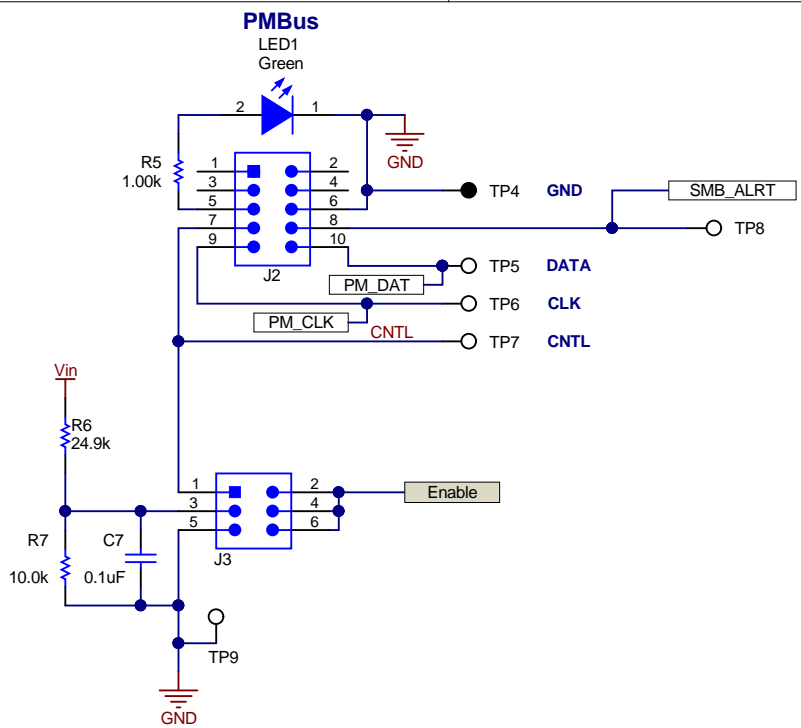 PMBus
LED1
Green
2
1
GND
R5
1.00k
1
2
3
4
5
6
7
8
9
10
J2
TP4
GND
SMB_ALRT
TP8
TP5
DATA
PM_DAT
TP6
CLK
PM_CLK
CNTL
TP7
CNTL
Vin
R6
24.9k
1
2
3
4
5
6
J3
Enable
R7
10.0k
C7
0.1uF
TP9
GND